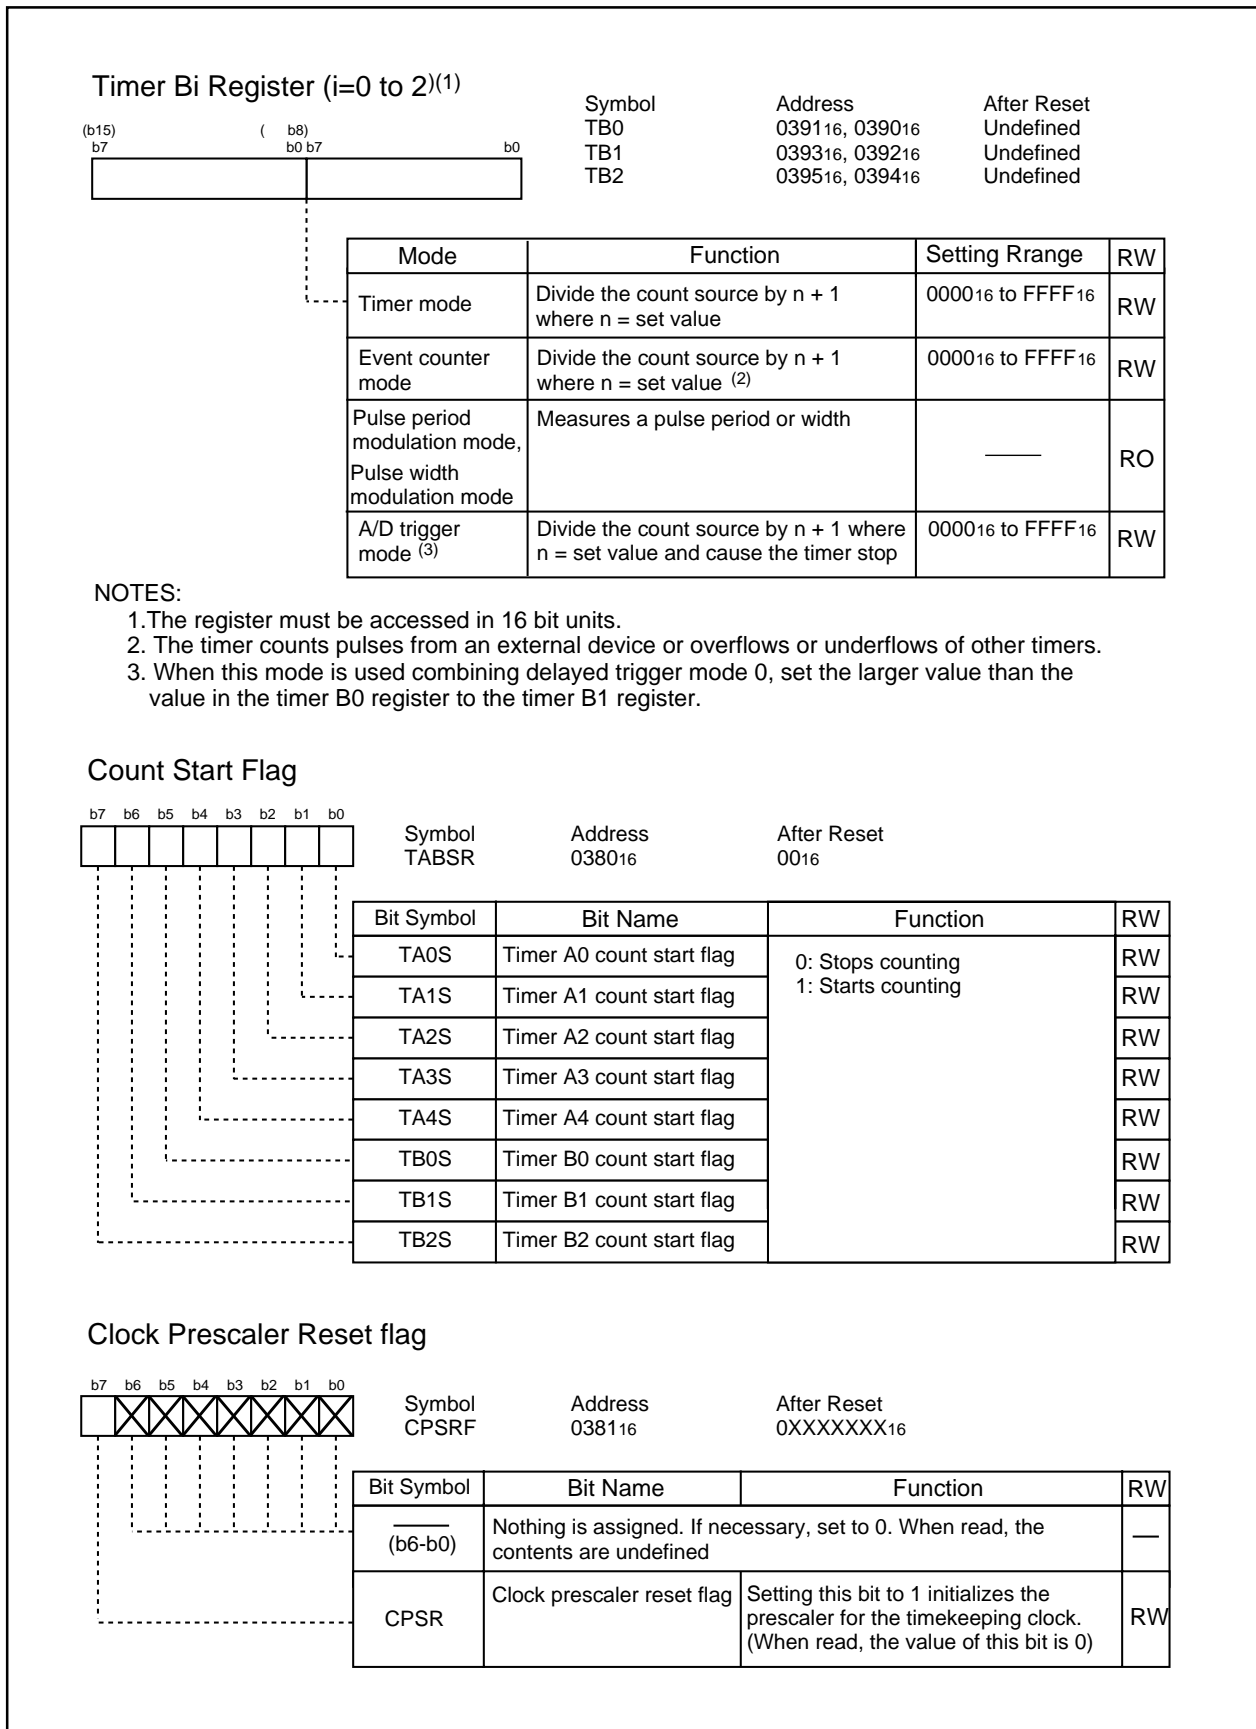 Timer Bi Register (i=0 to 2)(1)
Symbol Address After Reset
TB0 039116, 039016 Undefined
TB1 039316, 039216 Undefined
TB2 039516, 039416 Undefined
(b15) ( b8)
b7 b0 b7 b0
Mode Function Setting Rrange RW
Timer mode Divide the count source by n + 1 000016 to FFFF16 RW
where n = set value
Event counter Divide the count source by n + 1 000016 to FFFF16 RW
mode where n = set value (2)
Pulse period Measures a pulse period or width
modulation mode,
Pulse width —— RO
modulation mode
A/D trigger Divide the count source by n + 1 where 000016 to FFFF16 RW
mode (3) n = set value and cause the timer stop
NOTES:
1.The register must be accessed in 16 bit units.
2. The timer counts pulses from an external device or overflows or underflows of other timers.
3. When this mode is used combining delayed trigger mode 0, set the larger value than the
value in the timer B0 register to the timer B1 register.
Count Start Flag
b7 b6 b5 b4 b3 b2 b1 b0
Symbol Address After Reset
TABSR 038016 0016
Bit Symbol Bit Name Function RW
TA0S Timer A0 count start flag 0: Stops counting RW
1: Starts counting
TA1S Timer A1 count start flag RW
TA2S Timer A2 count start flag RW
TA3S Timer A3 count start flag RW
TA4S Timer A4 count start flag RW
TB0S Timer B0 count start flag RW
TB1S Timer B1 count start flag RW
TB2S Timer B2 count start flag RW
Clock Prescaler Reset flag
b7 b6 b5 b4 b3 b2 b1 b0
Symbol Address After Reset
CPSRF 038116 0XXXXXXX16
Bit Symbol Bit Name Function RW
—— Nothing is assigned. If necessary, set to 0. When read, the —
(b6-b0) contents are undefined
Clock prescaler reset flag Setting this bit to 1 initializes the
CPSR prescaler for the timekeeping clock. RW
(When read, the value of this bit is 0)